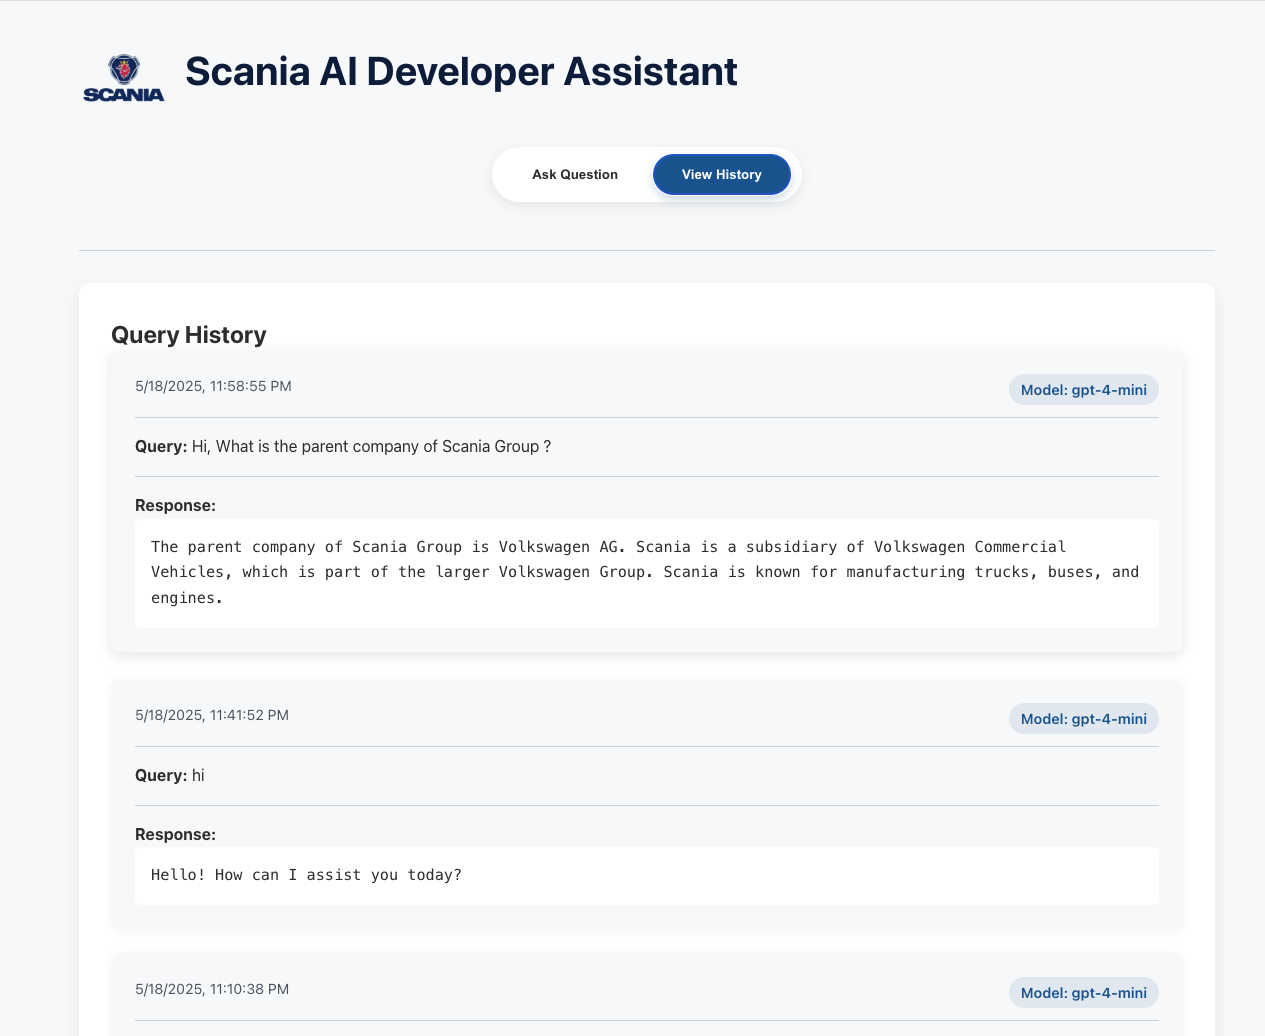 SCANIA
Scania AI Developer Assistant
Ask Question
View History
Query History
5/18/2025, 11:58:55 PM
Model: gpt-4-mini
Query: Hi, What is the parent company of Scania Group ?
Response:
The parent company of Scania Group is Volkswagen AG. Scania is a subsidiary of Volkswagen Commercial
Vehicles, which is part of the larger Volkswagen Group. Scania is known for manufacturing trucks, buses, and
engines.
5/18/2025, 11:41:52 PM
Model: gpt-4-mini
Query: hi
Response:
Hello! How can I assist you today?
5/18/2025, 11:10:38 PM
Model: gpt-4-mini